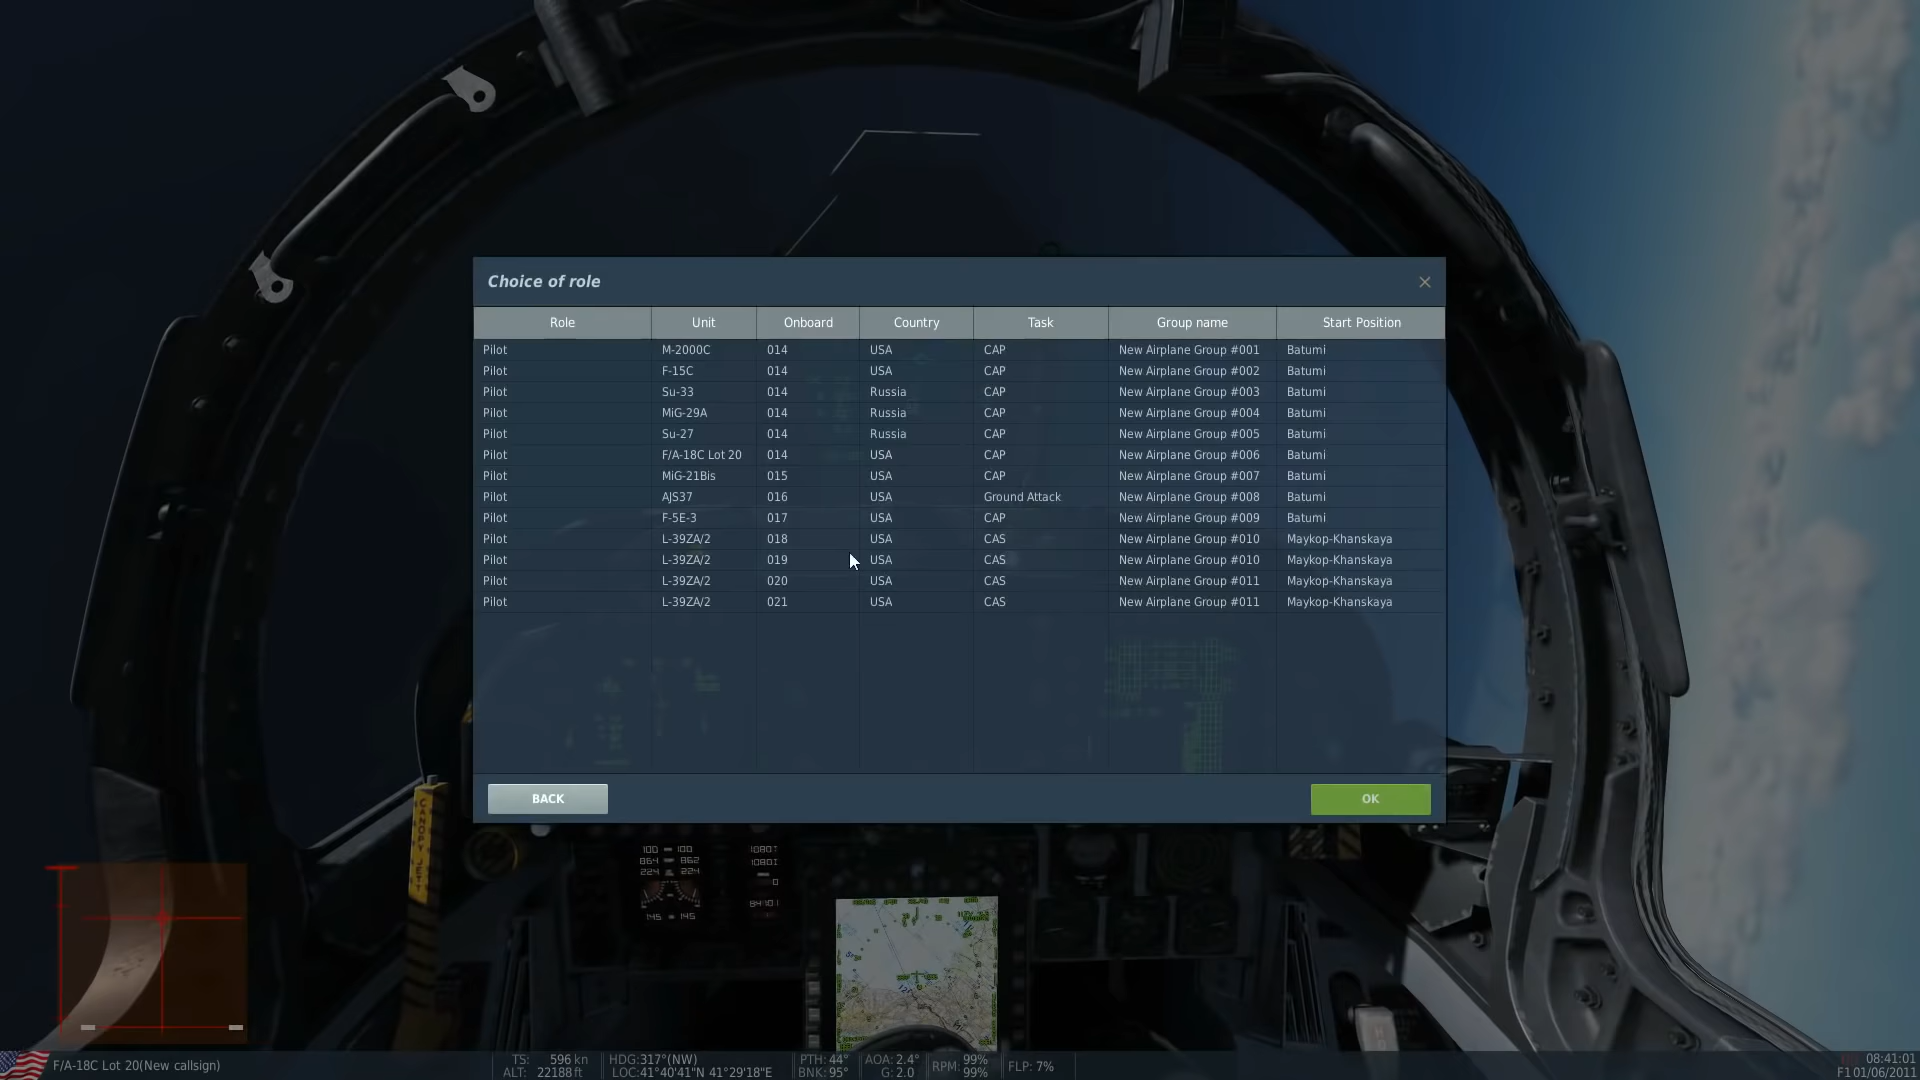 Choice of role
Role Unit Onboard Country Task Group name Start Position
Pilot M-2000C 014 USA CAP New Airplane Group #001 Batumi
Pilot F-15C 014 USA CAP New Airplane Group #002 Batumi
Pilot Su-33 014 Russia CAP New Airplane Group #003 Batumi
Pilot MiG-29A 014 Russia CAP New Airplane Group #004 Batumi
Pilot Su-27 014 Russia CAP New Airplane Group #005 Batumi
Pilot F/A-18C Lot 20 014 USA CAP New Airplane Group #006 Batumi
Pilot MiG-21Bis 015 USA CAP New Airplane Group #007 Batumi
Pilot AJS37 016 USA Ground Attack New Airplane Group #008 Batumi
Pilot F-5E-3 017 USA CAP New Airplane Group #009 Batumi
Pilot L-39ZA/2 018 USA CAS New Airplane Group #010 Maykop-Khanskaya
Pilot L-39ZA/2 019 USA CAS New Airplane Group #010 Maykop-Khanskaya
Pilot L-39ZA/2 020 USA CAS New Airplane Group #011 Maykop-Khanskaya
Pilot L-39ZA/2 021 USA CAS New Airplane Group #011 Maykop-Khanskaya
BACK OK
CANOPY JETT
100 100
864 862
224 224
145 145
F/A-18C Lot 20(New callsign)
TS: 596 kn HDG:317°(NW) PTH: 44° AOA: 2.4° RPM: 99% FLP: 7% 08:41:01
ALT: 22188 ft LOC:41°40'41"N 41°29'18"E BNK: 95° G: 2.0 99% F1 01/06/2011